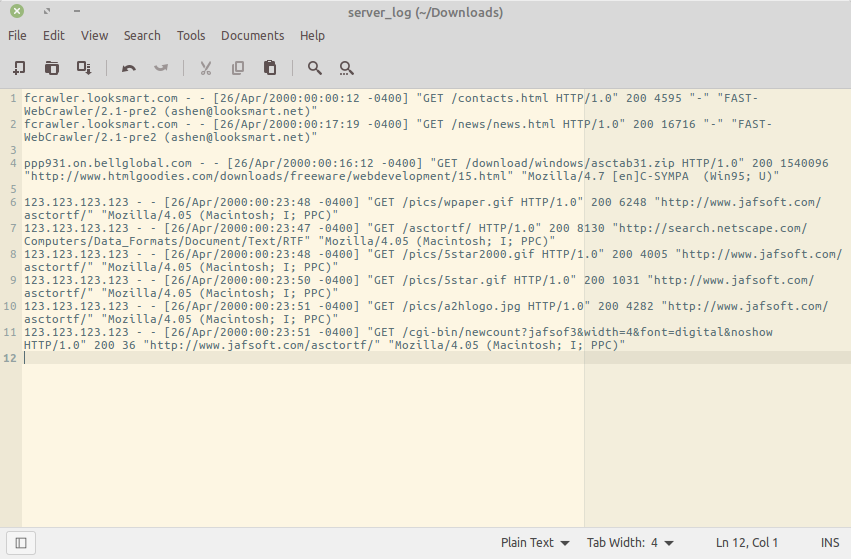 server_log (~/Downloads)
File Edit View Search Tools Documents Help
1 fcrawler.looksmart.com - - [26/Apr/2000:00:00:12 -0400] "GET /contacts.html HTTP/1.0" 200 4595 "-" "FAST-
WebCrawler/2.1-pre2 (ashen@looksmart.net)"
2 fcrawler.looksmart.com - - [26/Apr/2000:00:17:19 -0400] "GET /news/news.html HTTP/1.0" 200 16716 "-" "FAST-
WebCrawler/2.1-pre2 (ashen@looksmart.net)"
3
4 ppp931.on.bellglobal.com - - [26/Apr/2000:00:16:12 -0400] "GET /download/windows/asctab31.zip HTTP/1.0" 200 1540096
"http://www.htmlgoodies.com/downloads/freeware/webdevelopment/15.html" "Mozilla/4.7 [en]C-SYMPA  (Win95; U)"
5
6 123.123.123.123 - - [26/Apr/2000:00:23:48 -0400] "GET /pics/wpaper.gif HTTP/1.0" 200 6248 "http://www.jafsoft.com/
asctortf/" "Mozilla/4.05 (Macintosh; I; PPC)"
7 123.123.123.123 - - [26/Apr/2000:00:23:47 -0400] "GET /asctortf/ HTTP/1.0" 200 8130 "http://search.netscape.com/
Computers/Data_Formats/Document/Text/RTF" "Mozilla/4.05 (Macintosh; I; PPC)"
8 123.123.123.123 - - [26/Apr/2000:00:23:48 -0400] "GET /pics/5star2000.gif HTTP/1.0" 200 4005 "http://www.jafsoft.com/
asctortf/" "Mozilla/4.05 (Macintosh; I; PPC)"
9 123.123.123.123 - - [26/Apr/2000:00:23:50 -0400] "GET /pics/5star.gif HTTP/1.0" 200 1031 "http://www.jafsoft.com/
asctortf/" "Mozilla/4.05 (Macintosh; I; PPC)"
10 123.123.123.123 - - [26/Apr/2000:00:23:51 -0400] "GET /pics/a2hlogo.jpg HTTP/1.0" 200 4282 "http://www.jafsoft.com/
asctortf/" "Mozilla/4.05 (Macintosh; I; PPC)"
11 123.123.123.123 - - [26/Apr/2000:00:23:51 -0400] "GET /cgi-bin/newcount?jafsof3&width=4&font=digital&noshow
HTTP/1.0" 200 36 "http://www.jafsoft.com/asctortf/" "Mozilla/4.05 (Macintosh; I; PPC)"
12
Plain Text Tab Width: 4 Ln 12, Col 1 INS